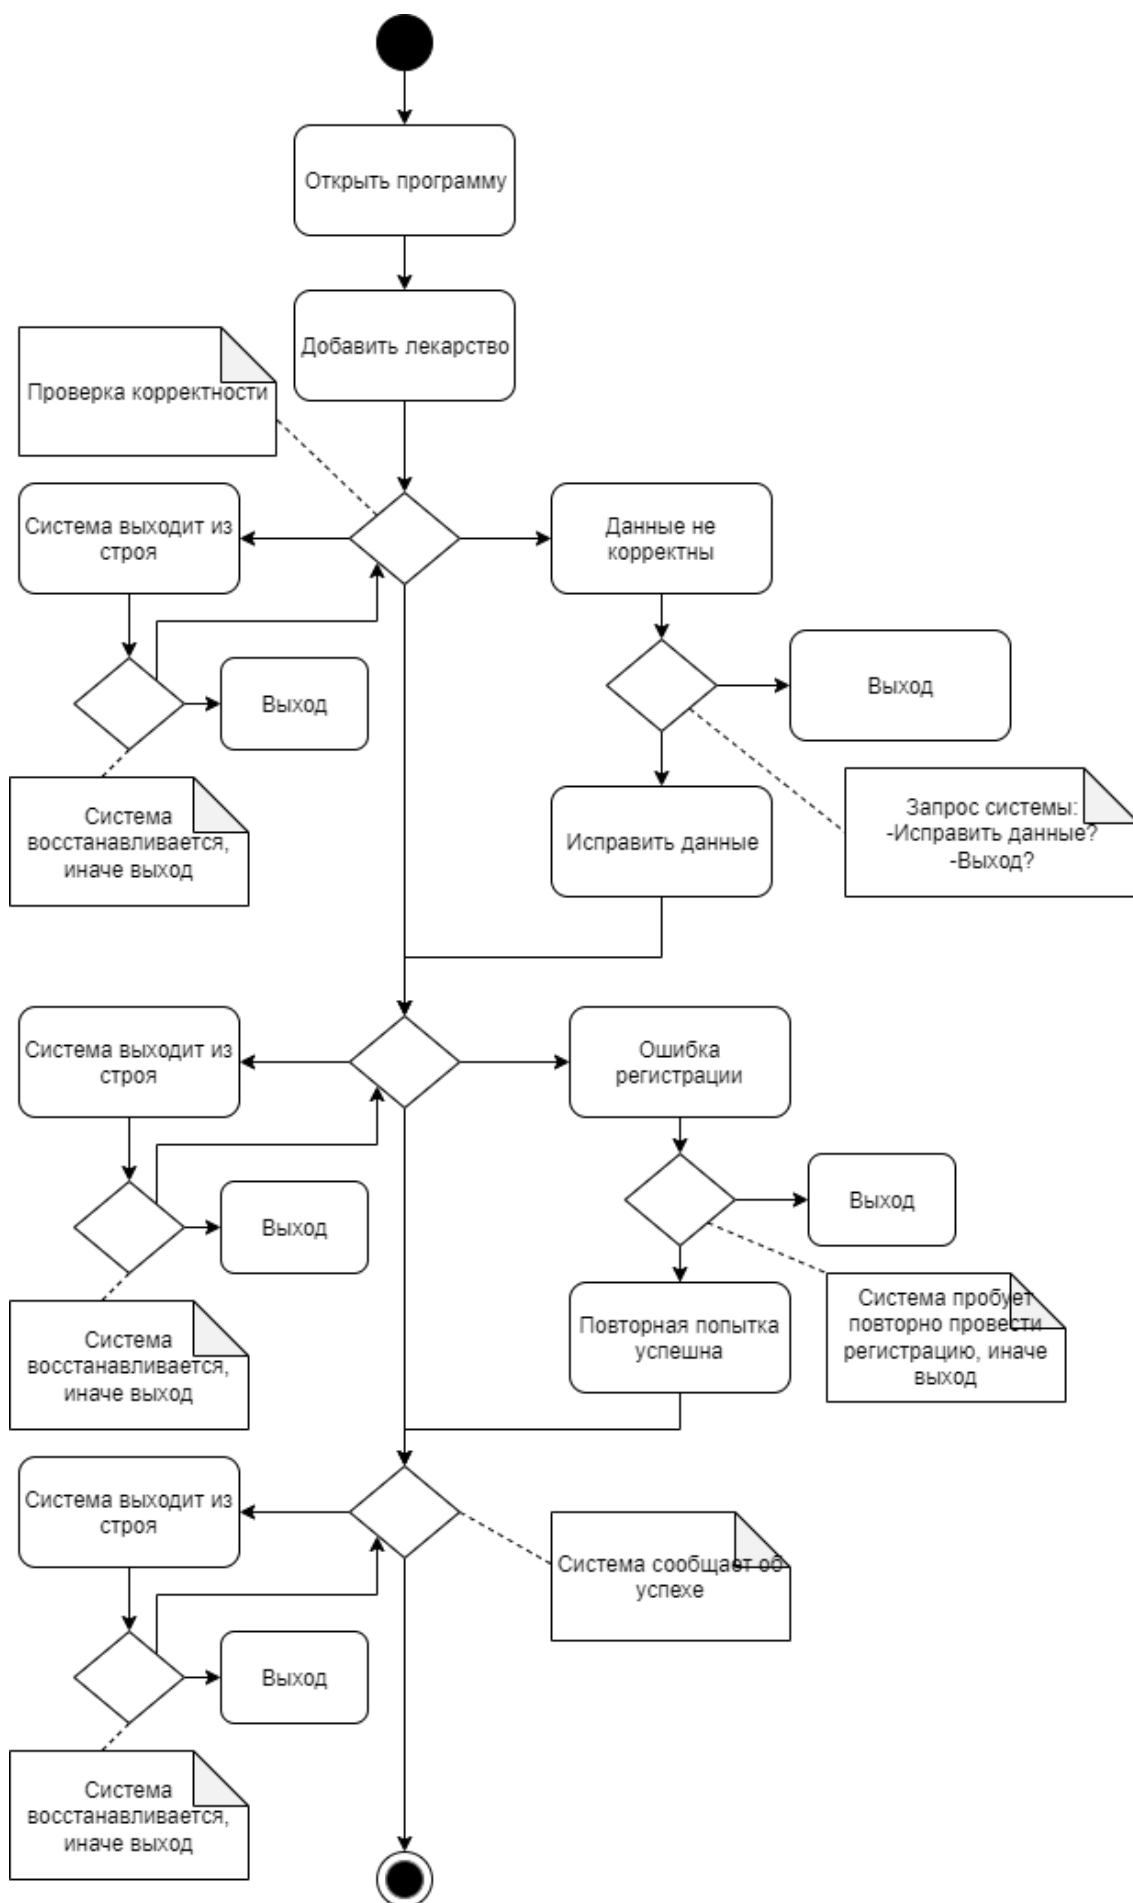 Открыть программу
Добавить лекарство
Проверка корректности
Система выходит из
строя
Данные не
корректны
Выход
Выход
Система
восстанавливается,
иначе выход
Запрос системы:
-Исправить данные?
-Выход?
Исправить данные
Система выходит из
строя
Ошибка
регистрации
Выход
Выход
Система
восстанавливается,
иначе выход
Повторная попытка
успешна
Система пробует
повторно провести
регистрацию, иначе
выход
Система выходит из
строя
Система сообщает об
успехе
Выход
Система
восстанавливается,
иначе выход